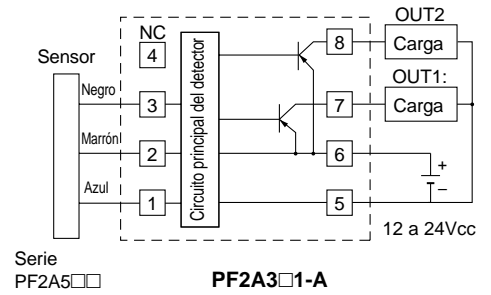 OUT2
NC
4
8
Carga
Sensor
OUT1:
Negro
3
Circuito principal del detector
7
Carga
Marrón
2
6
+
Azul
1
5
–
12 a 24Vcc
Serie
PF2A5□□
PF2A3□1-A